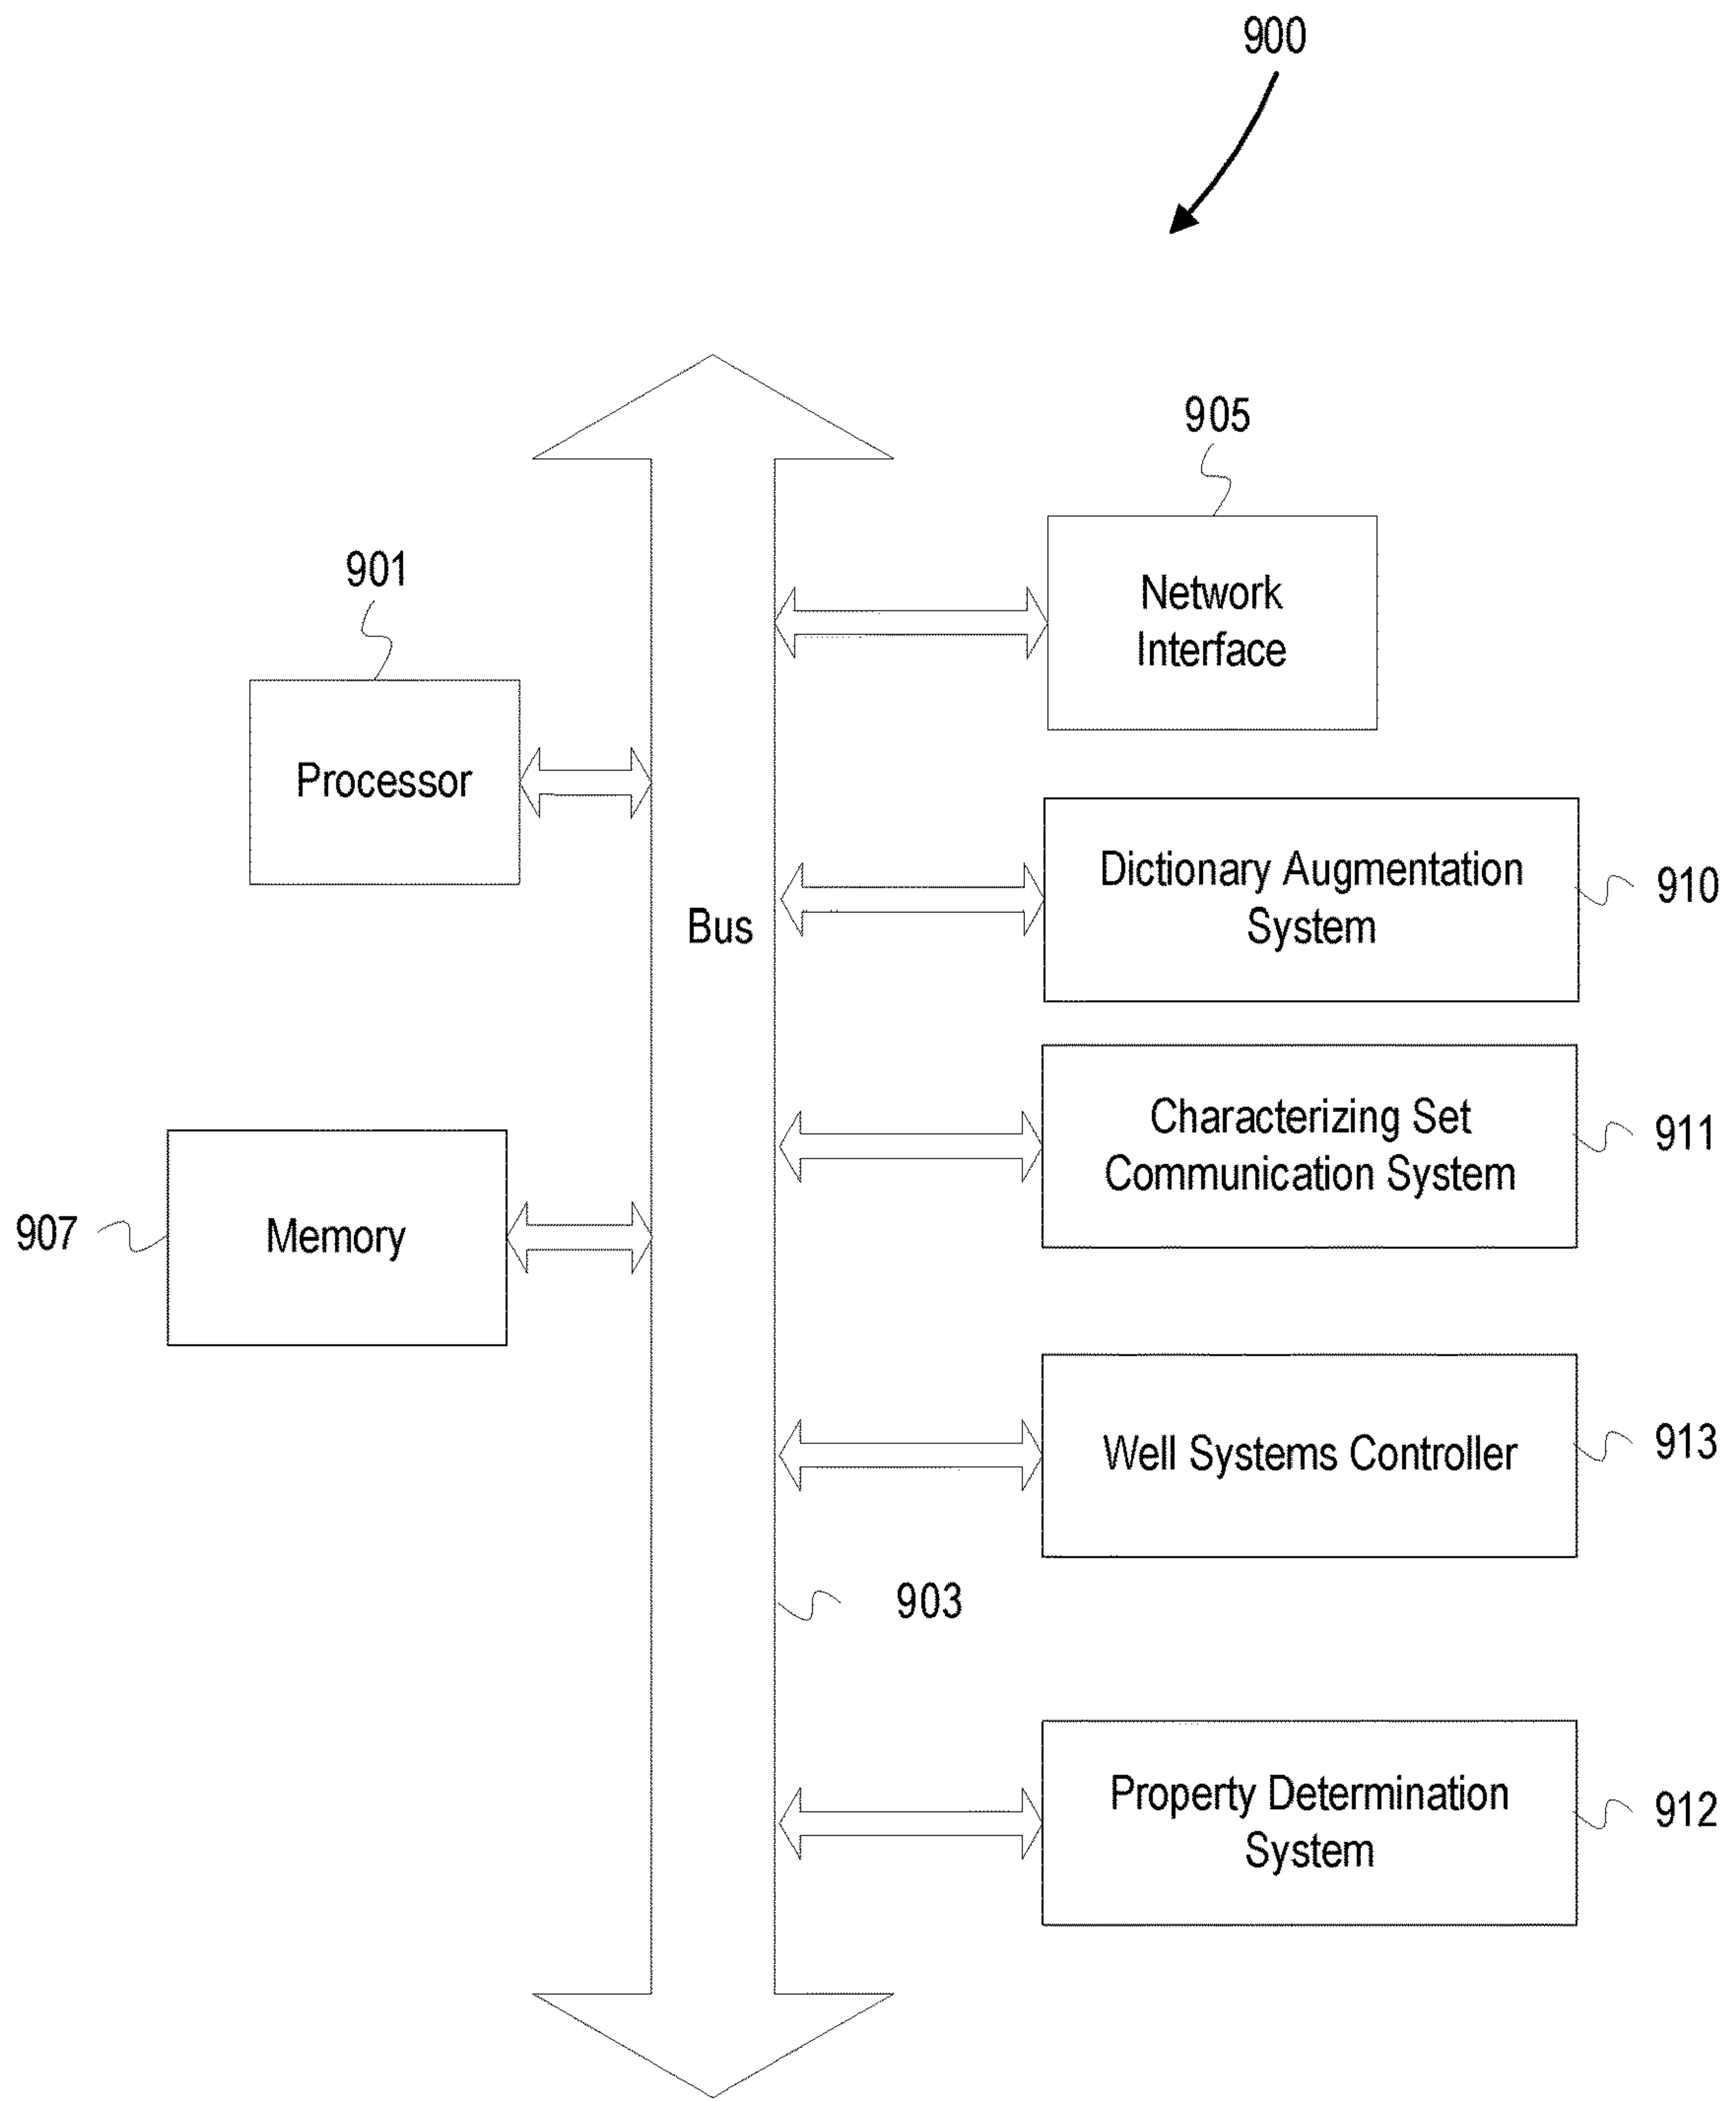 900
905
Network
Interface
901
Processor
Dictionary Augmentation
System
910
Bus
Characterizing Set
Communication System
911
907
Memory
Well Systems Controller
913
903
Property Determination
System
912